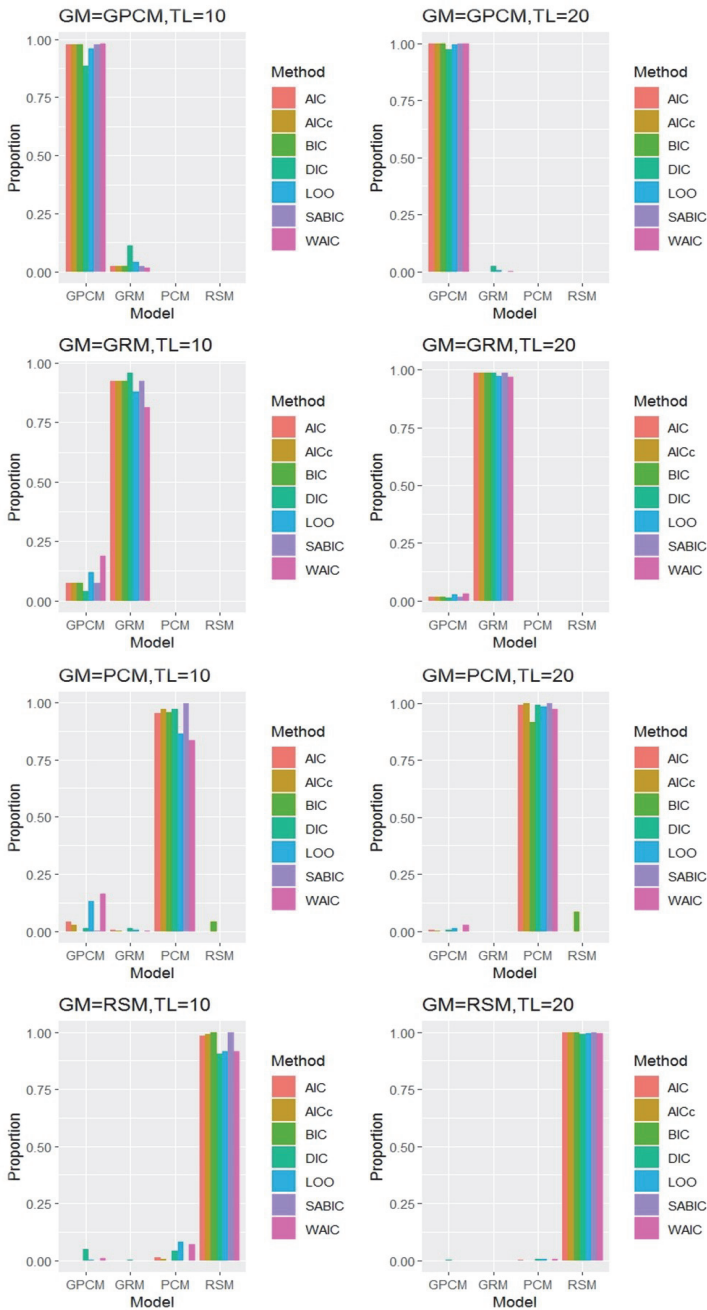 GM=GPCM,TL=10
1.00
0.75
0.50
0.25
0.00
Proportion
GPCM GRM PCM RSM
Model
Method
AIC
AICc
BIC
DIC
LOO
SABIC
WAIC
GM=GPCM,TL=20
1.00
0.75
0.50
0.25
0.00
Proportion
GPCM GRM PCM RSM
Model
Method
AIC
AICc
BIC
DIC
LOO
SABIC
WAIC
GM=GRM,TL=10
1.00
0.75
0.50
0.25
0.00
Proportion
GPCM GRM PCM RSM
Model
Method
AIC
AICc
BIC
DIC
LOO
SABIC
WAIC
GM=GRM,TL=20
1.00
0.75
0.50
0.25
0.00
Proportion
GPCM GRM PCM RSM
Model
Method
AIC
AICc
BIC
DIC
LOO
SABIC
WAIC
GM=PCM,TL=10
1.00
0.75
0.50
0.25
0.00
Proportion
GPCM GRM PCM RSM
Model
Method
AIC
AICc
BIC
DIC
LOO
SABIC
WAIC
GM=PCM,TL=20
1.00
0.75
0.50
0.25
0.00
Proportion
GPCM GRM PCM RSM
Model
Method
AIC
AICc
BIC
DIC
LOO
SABIC
WAIC
GM=RSM,TL=10
1.00
0.75
0.50
0.25
0.00
Proportion
GPCM GRM PCM RSM
Model
Method
AIC
AICc
BIC
DIC
LOO
SABIC
WAIC
GM=RSM,TL=20
1.00
0.75
0.50
0.25
0.00
Proportion
GPCM GRM PCM RSM
Model
Method
AIC
AICc
BIC
DIC
LOO
SABIC
WAIC